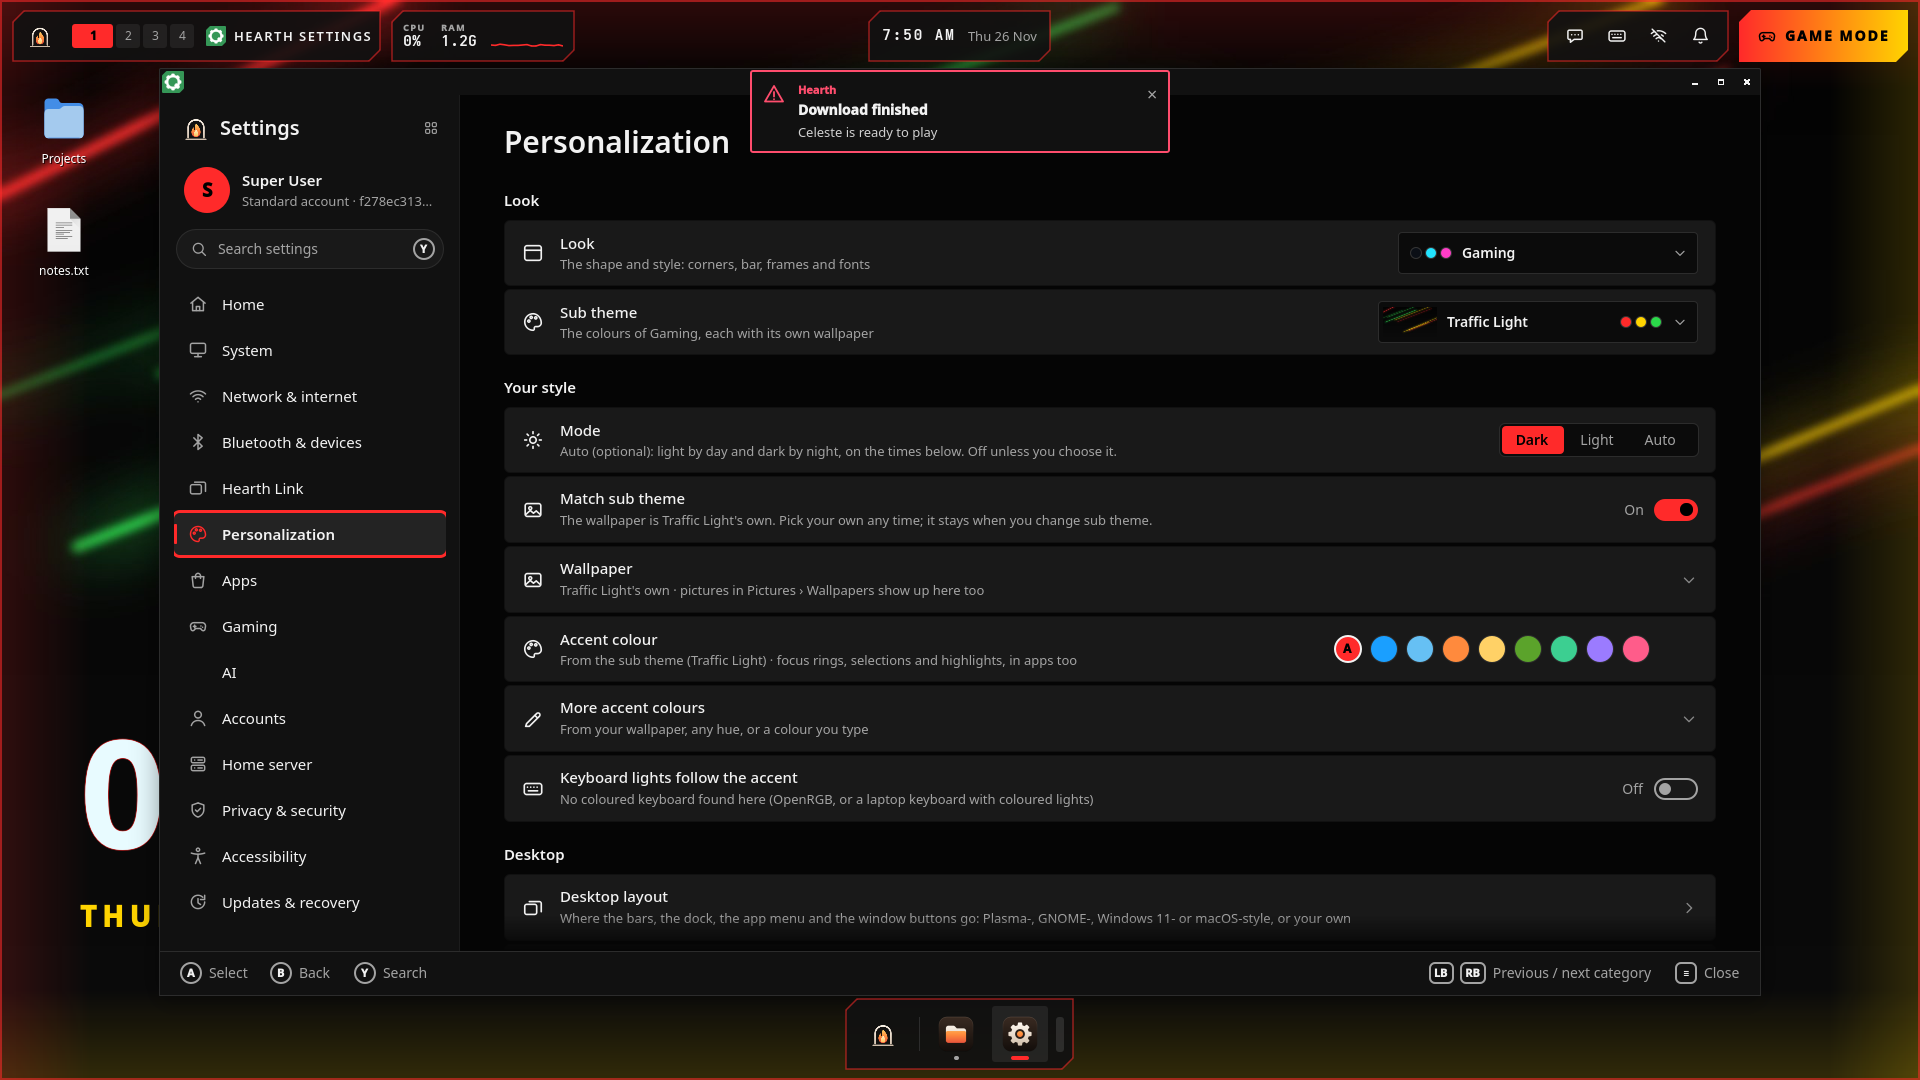 1 2 3 4 HEARTH SETTINGS
CPU 0%
RAM 1.2G
7:50 AM Thu 26 Nov
GAME MODE
Projects
notes.txt
Hearth
Download finished
Celeste is ready to play
Settings
S
Super User
Standard account · f278ec313...
Search settings Y
Home
System
Network & internet
Bluetooth & devices
Hearth Link
Personalization
Apps
Gaming
AI
Accounts
Home server
Privacy & security
Accessibility
Updates & recovery
Personalization
Look
Look
The shape and style: corners, bar, frames and fonts
Gaming
Sub theme
The colours of Gaming, each with its own wallpaper
Traffic Light
Your style
Mode
Auto (optional): light by day and dark by night, on the times below. Off unless you choose it.
Dark Light Auto
Match sub theme
The wallpaper is Traffic Light's own. Pick your own any time; it stays when you change sub theme.
On
Wallpaper
Traffic Light's own · pictures in Pictures › Wallpapers show up here too
Accent colour
From the sub theme (Traffic Light) · focus rings, selections and highlights, in apps too
A
More accent colours
From your wallpaper, any hue, or a colour you type
Keyboard lights follow the accent
No coloured keyboard found here (OpenRGB, or a laptop keyboard with coloured lights)
Off
Desktop
Desktop layout
Where the bars, the dock, the app menu and the window buttons go: Plasma-, GNOME-, Windows 11- or macOS-style, or your own
0
THU
A Select B Back Y Search
LB RB Previous / next category Close